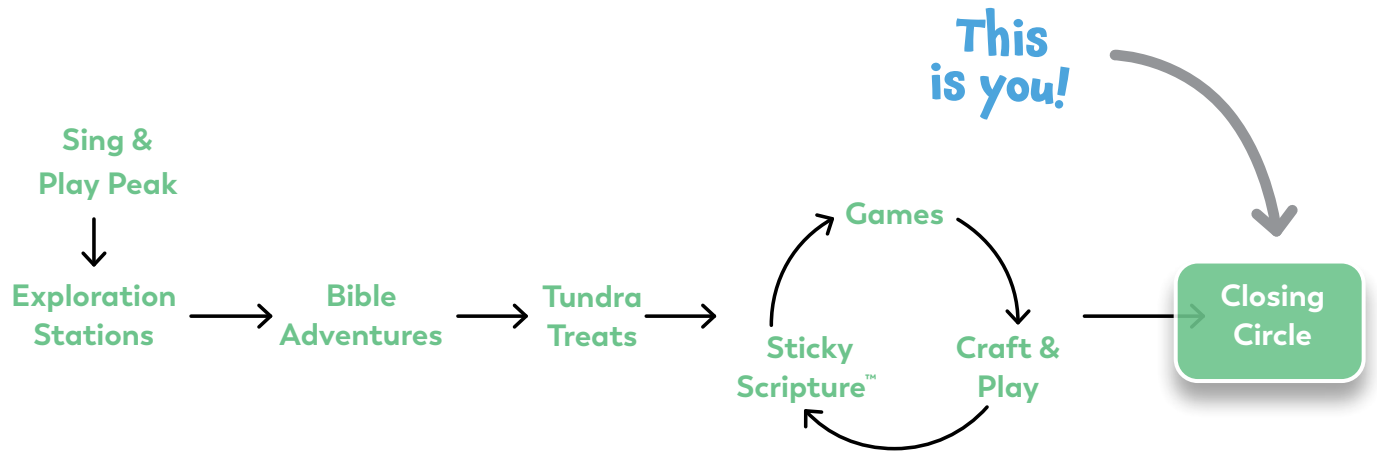 This
is you!
Sing &
Play Peak
Exploration
Stations
Bible
Adventures
Tundra
Treats
Games
Sticky
Scripture™
Craft &
Play
Closing
Circle